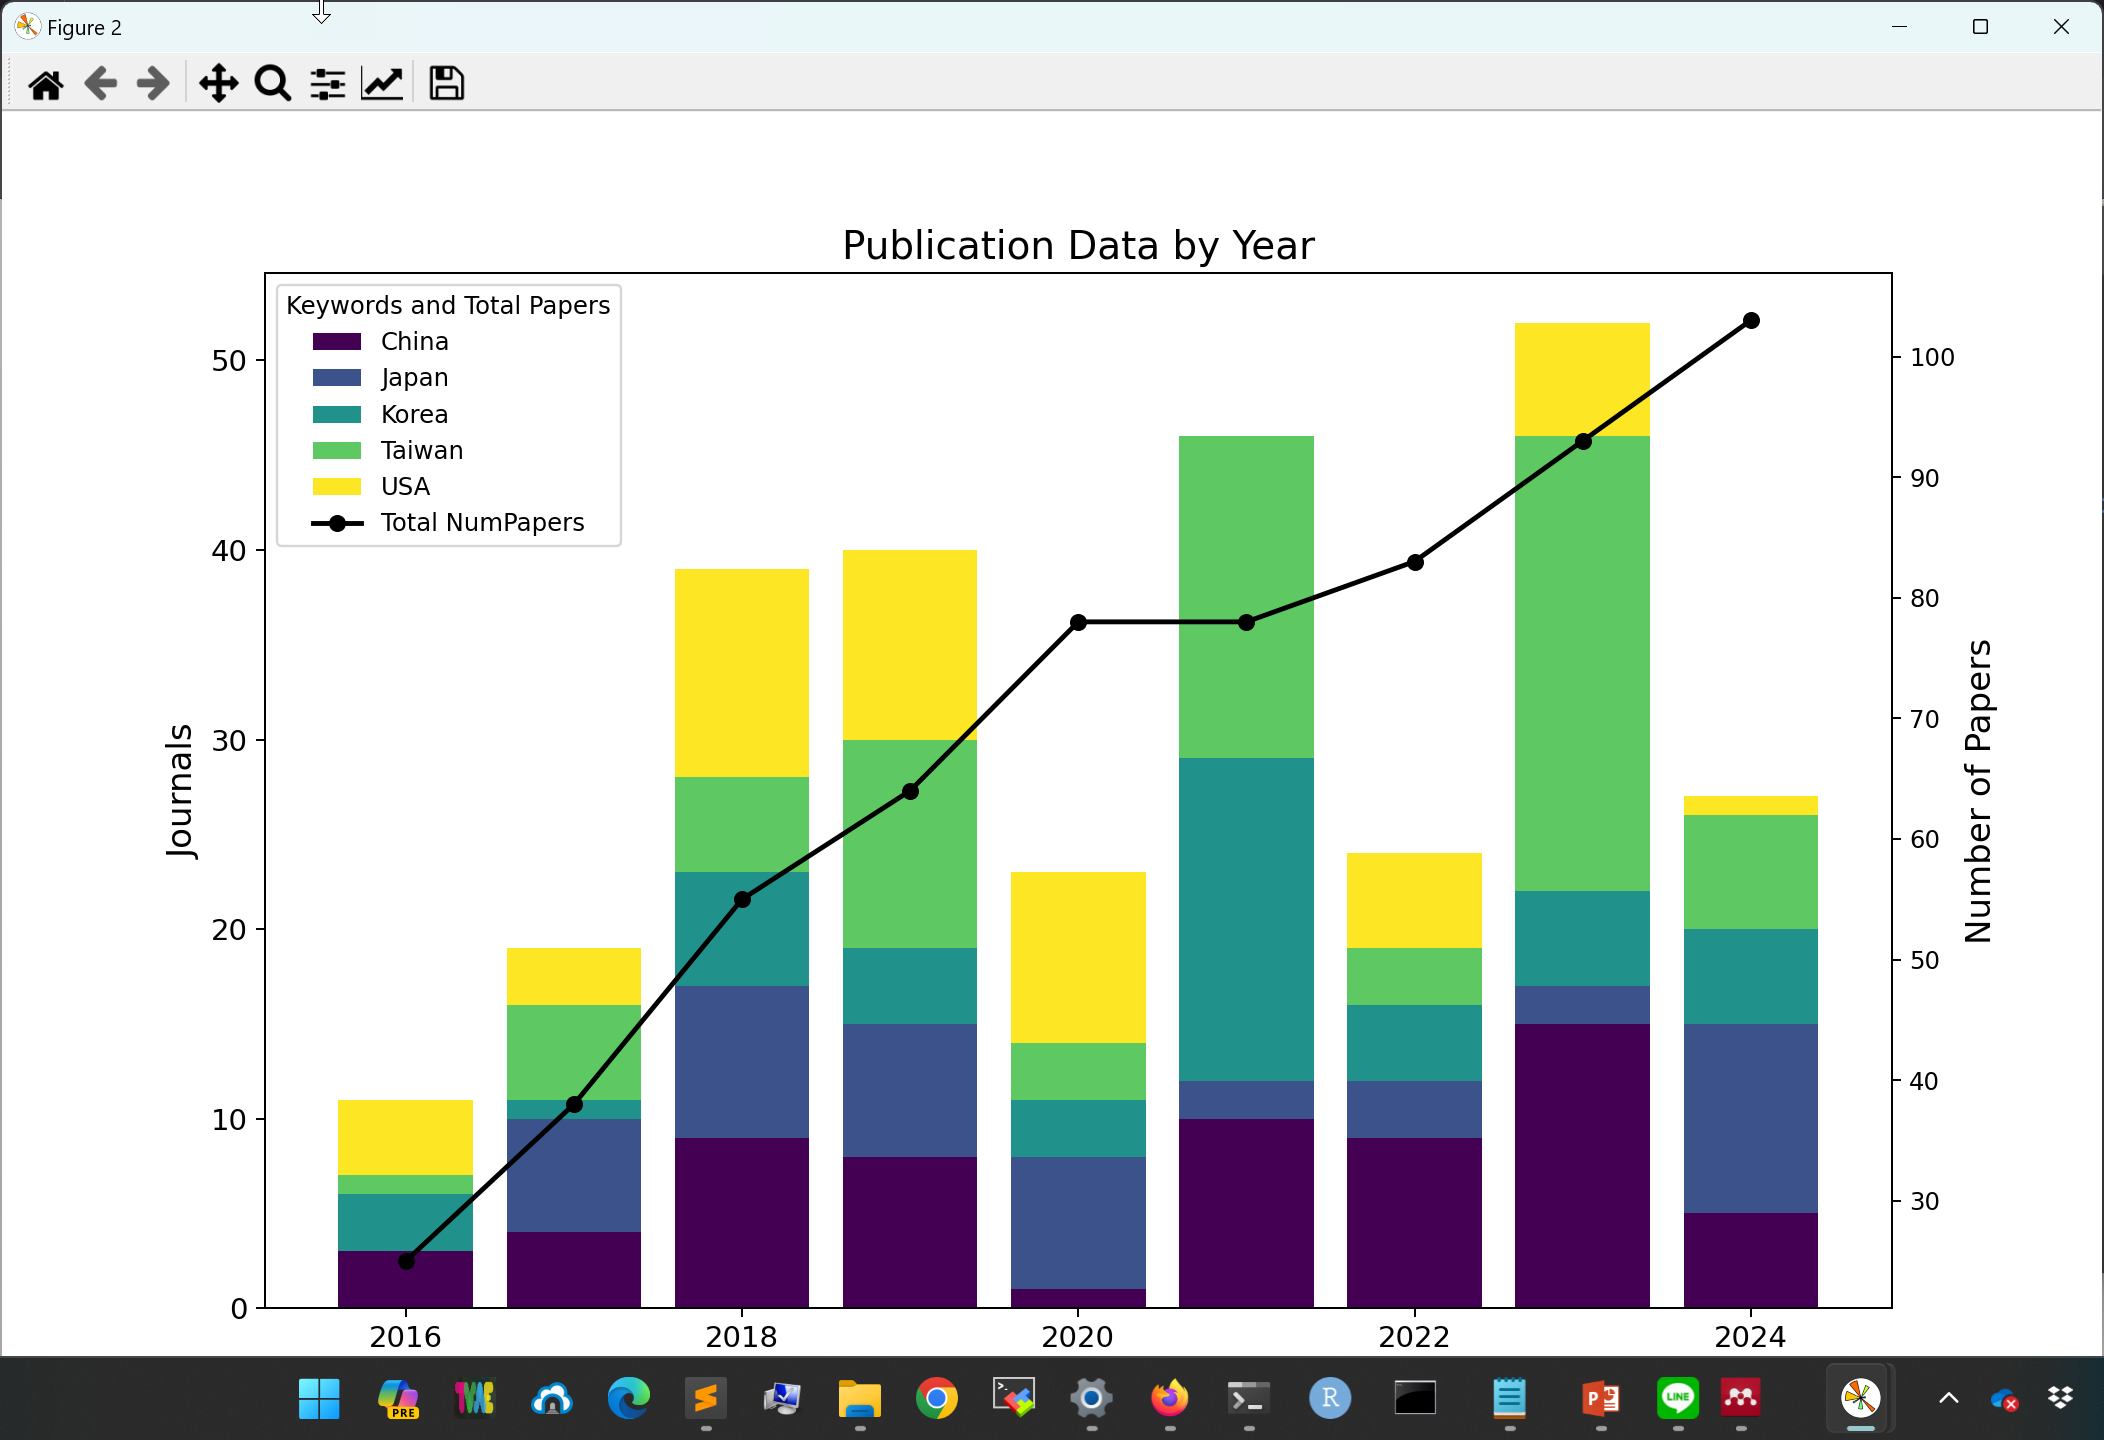 Figure 2
Publication Data by Year
Keywords and Total Papers
China
Japan
Korea
Taiwan
USA
Total NumPapers
50
40
30
20
10
0
Journals
100
90
80
70
60
50
40
30
Number of Papers
2016
2018
2020
2022
2024
PRE
R
P
LINE